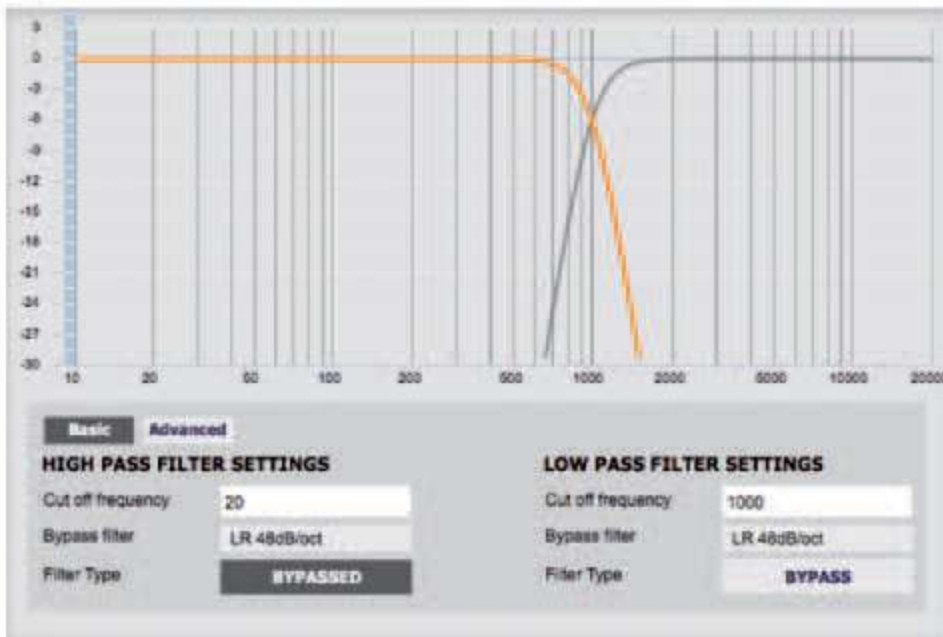 3
0
-3
-6
-9
-12
-15
-18
-21
-24
-27
-30
10 20 50 100 200 500 1000 2000 5000 10000 20000
Basic Advanced
HIGH PASS FILTER SETTINGS LOW PASS FILTER SETTINGS
Cut off frequency 20 Cut off frequency 1000
Bypass filter LR 48dB/oct Bypass filter LR 48dB/oct
Filter Type BYPASSED Filter Type BYPASS